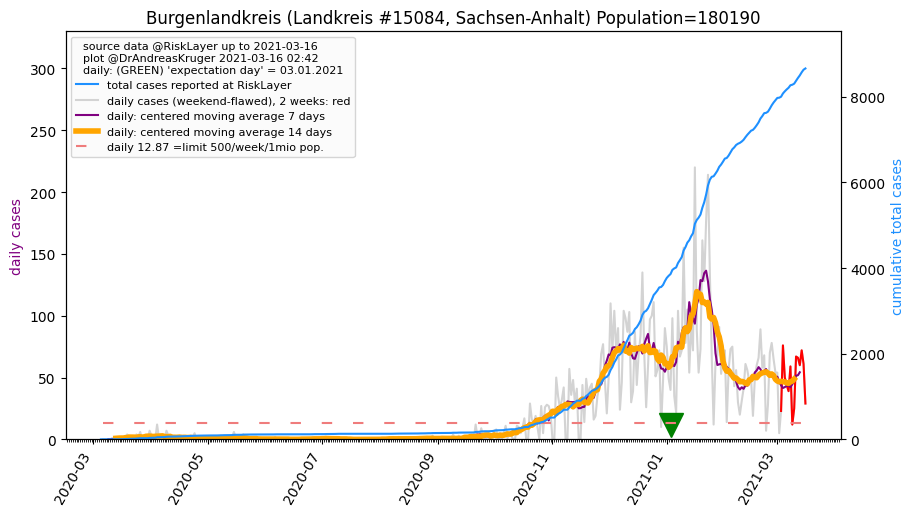 Burgenlandkreis (Landkreis #15084, Sachsen-Anhalt) Population=180190
source data @RiskLayer up to 2021-03-16
plot @DrAndreasKruger 2021-03-16 02:42
daily: (GREEN) 'expectation day' = 03.01.2021
total cases reported at RiskLayer
daily cases (weekend-flawed), 2 weeks: red
daily: centered moving average 7 days
daily: centered moving average 14 days
daily 12.87 =limit 500/week/1mio pop.
daily cases
300
250
200
150
100
50
0
cumulative total cases
8000
6000
4000
2000
0
2020-03
2020-05
2020-07
2020-09
2020-11
2021-01
2021-03